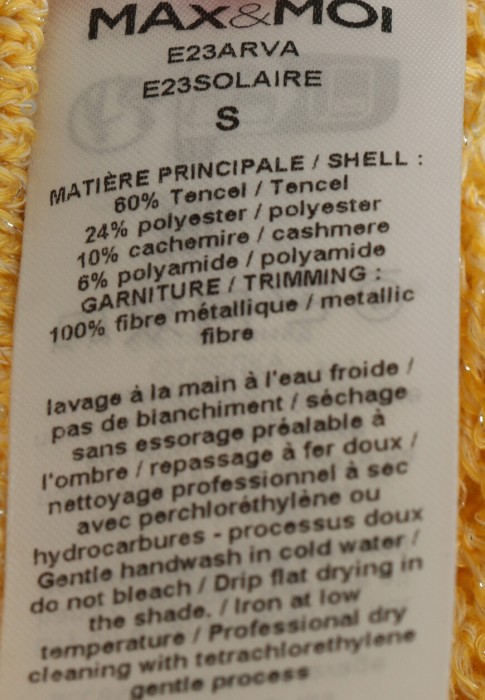 MAX&MOI
E23ARVA
E23SOLAIRE
S
MATIÈRE PRINCIPALE / SHELL :
60% Tencel / Tencel
24% polyester / polyester
10% cachemire / cashmere
6% polyamide / polyamide
GARNITURE / TRIMMING :
100% fibre métallique / metallic
fibre
lavage à la main à l'eau froide /
pas de blanchiment / séchage
sans essorage préalable à
l'ombre / repassage à fer doux /
nettoyage professionnel à sec
avec perchloréthylène ou
hydrocarbures - processus doux
Gentle handwash in cold water /
do not bleach / Drip flat drying in
the shade. / Iron at low
temperature / Professional dry
cleaning with tetrachlorethylene
gentle process